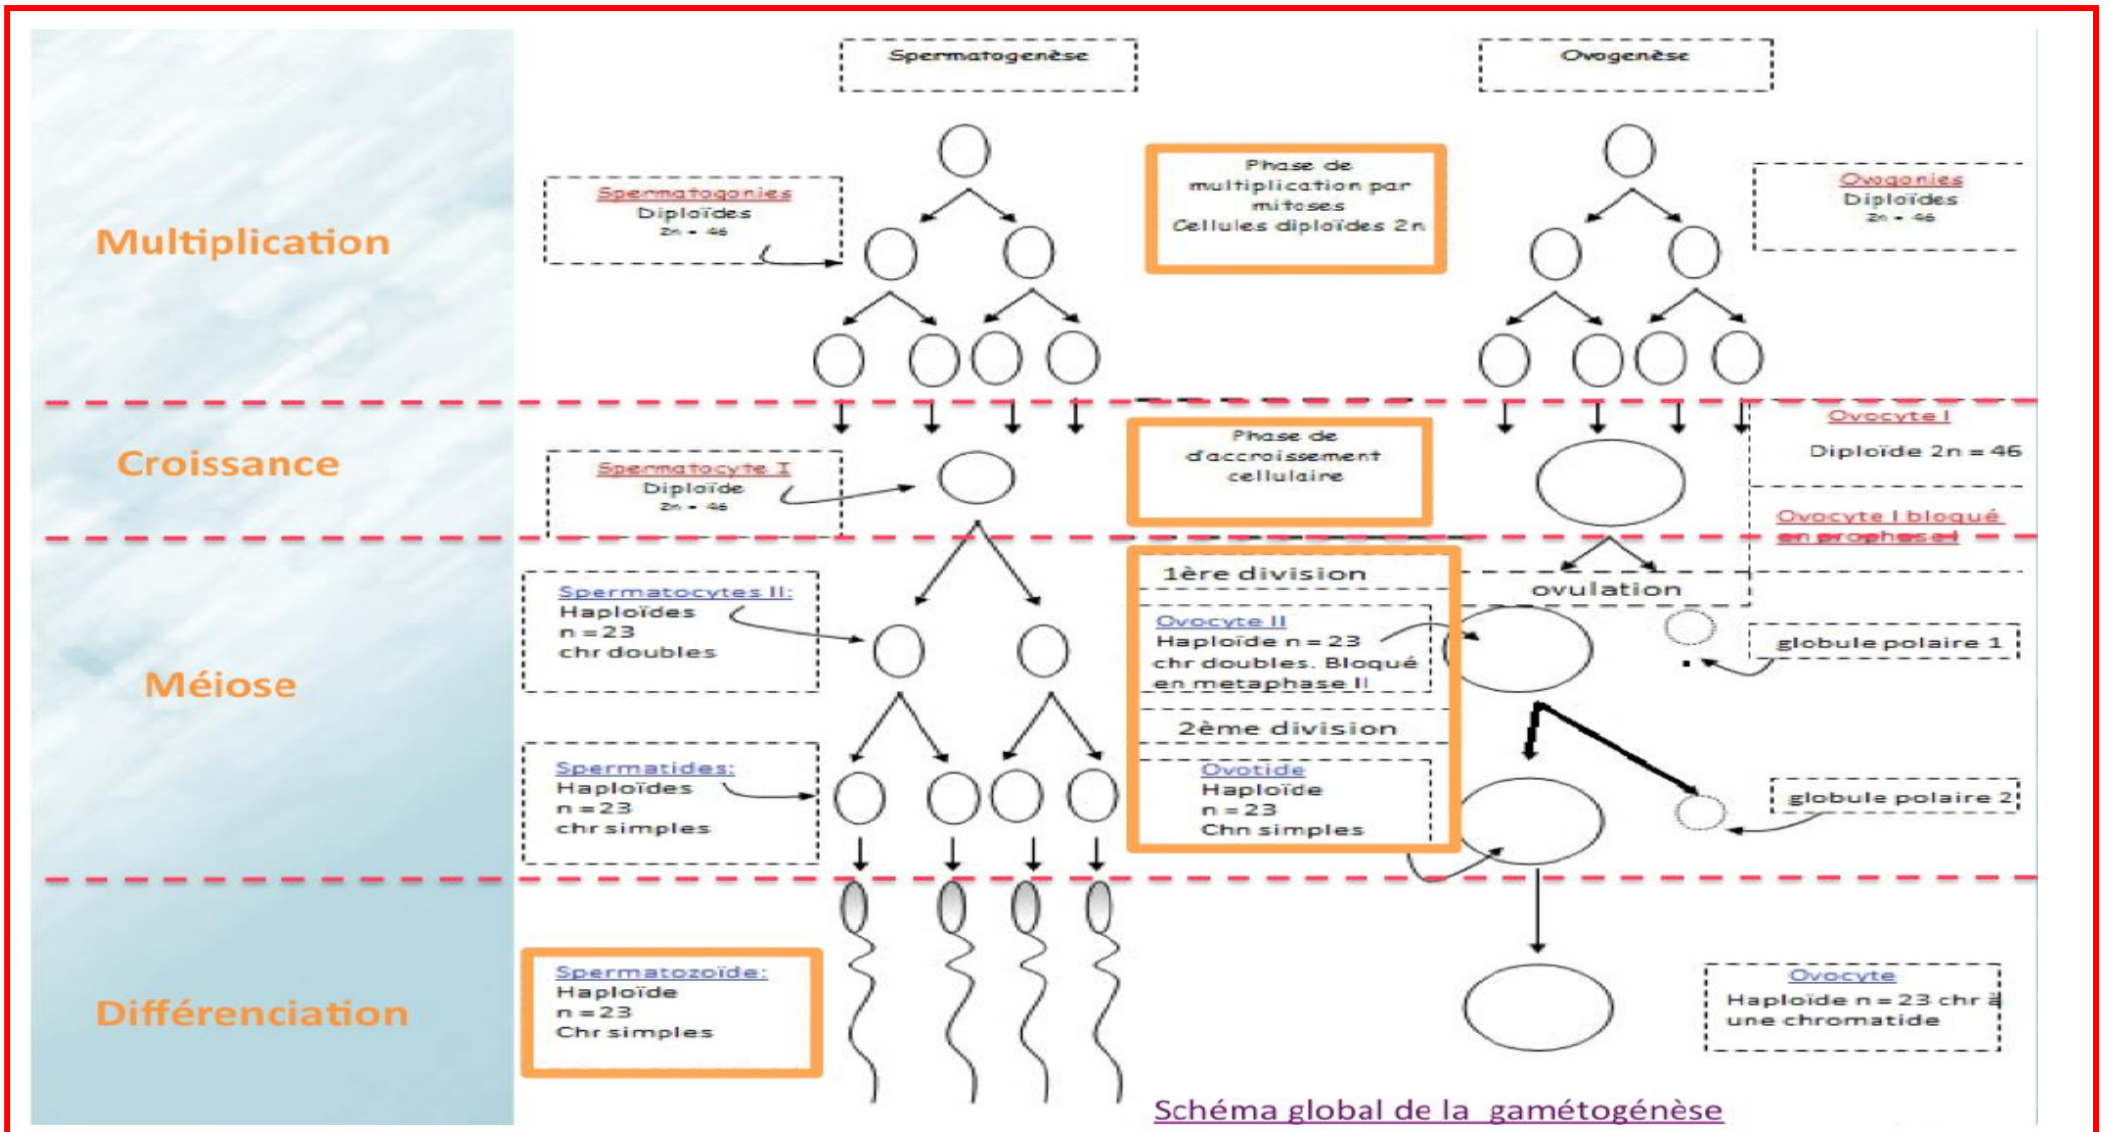 Spermatogenèse
Ovogenèse
Multiplication
Spermatogonies
Diploïdes
2n = 46
Phase de
multiplication par
mitoses
Cellules diploïdes 2n
Ovogonies
Diploïdes
2n = 46
Croissance
Spermatocyte I
Diploïde
2n = 46
Phase de
d'accroissement
cellulaire
Ovocyte I
Diploïde 2n = 46
Ovocyte I bloqué
en prophase I
Méiose
Spermatocytes II:
Haploïdes
n = 23
chr doubles
1ère division
Ovocyte II
Haploïde n = 23
chr doubles. Bloqué
en metaphase II
ovulation
globule polaire 1
Spermatides:
Haploïdes
n = 23
chr simples
2ème division
Ovotide
Haploïde
n = 23
Chn simples
globule polaire 2
Différenciation
Spermatozoïde:
Haploïde
n = 23
Chr simples
Ovocyte
Haploïde n = 23 chr à
une chromatide
Schéma global de la gamétogénèse